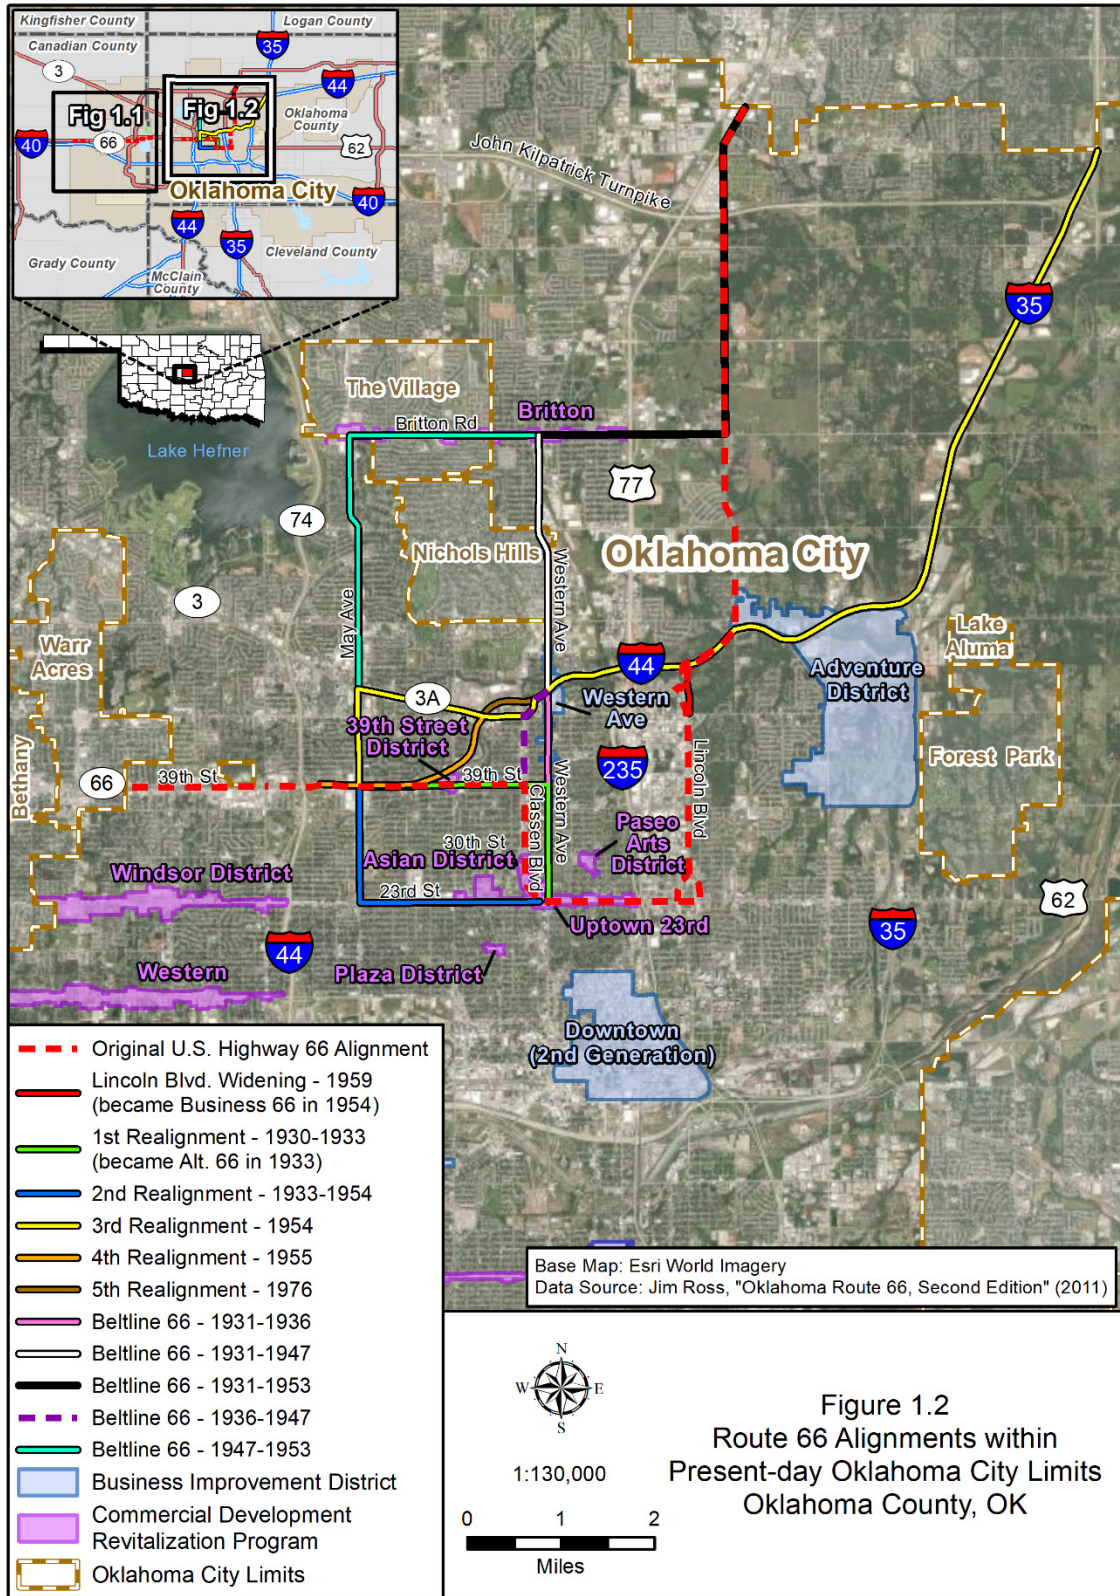 Kingfisher County
Logan County
Canadian County
35
3
44
Fig 1.1
Fig 1.2
Oklahoma County
40
66
62
Oklahoma City
40
44
35
Cleveland County
Grady County
McClain
County
John Kilpatrick Turnpike
35
The Village
Britton
Britton Rd
Lake Hefner
77
74
Nichols Hills
Oklahoma City
Western Ave
3
May Ave
Warr
Acres
Lake
Aluma
44
Adventure
District
3A
Western
Ave
39th Street
District
Lincoln Blvd
Forest Park
Bethany
66
39th St
39th St
235
Classen Blvd
Western Ave
Paseo
Arts
District
30th St
Asian District
Windsor District
23rd St
62
Uptown 23rd
35
44
Plaza District
Western
Downtown
(2nd Generation)
Original U.S. Highway 66 Alignment
Lincoln Blvd. Widening - 1959
(became Business 66 in 1954)
1st Realignment - 1930-1933
(became Alt. 66 in 1933)
2nd Realignment - 1933-1954
3rd Realignment - 1954
4th Realignment - 1955
5th Realignment - 1976
Beltline 66 - 1931-1936
Beltline 66 - 1931-1947
Beltline 66 - 1931-1953
Beltline 66 - 1936-1947
Beltline 66 - 1947-1953
Business Improvement District
Commercial Development
Revitalization Program
Oklahoma City Limits
Base Map: Esri World Imagery
Data Source: Jim Ross, "Oklahoma Route 66, Second Edition" (2011)
N
W E
S
1:130,000
0 1 2
Miles
Figure 1.2
Route 66 Alignments within
Present-day Oklahoma City Limits
Oklahoma County, OK